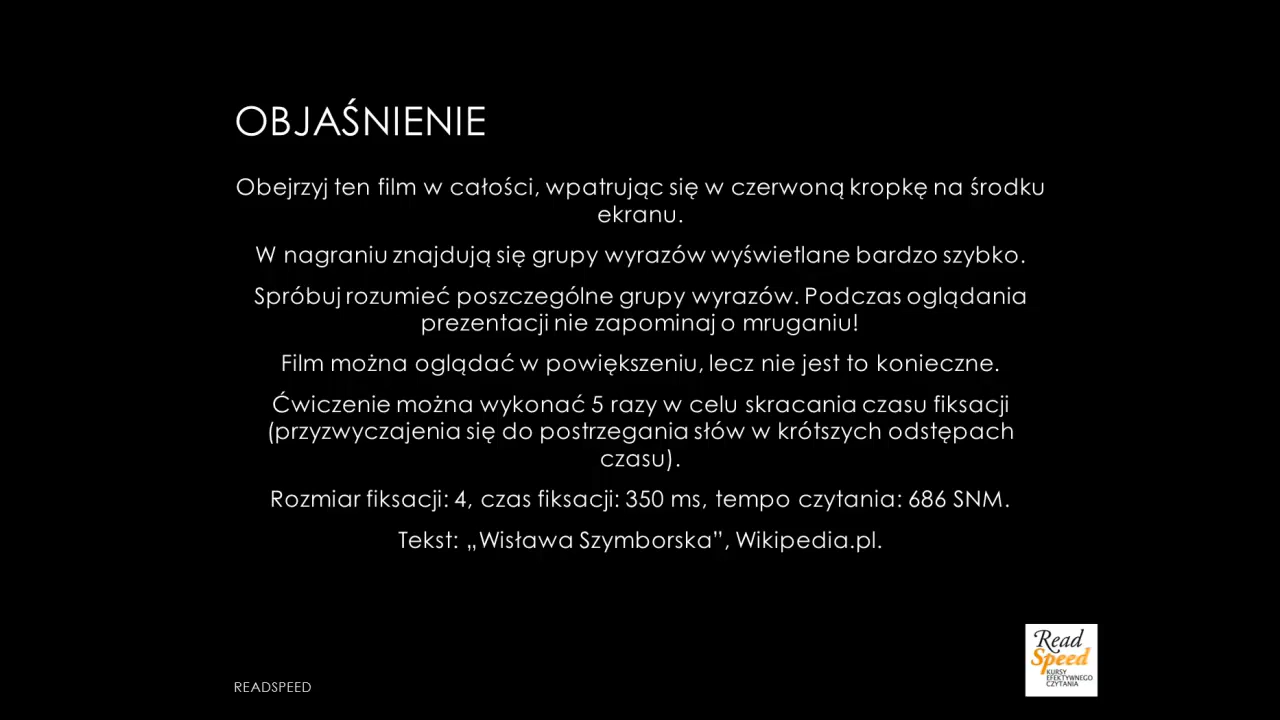 OBJAŚNIENIE
Obejrzyj ten film w całości, wpatrując się w czerwoną kropkę na środku
ekranu.
W nagraniu znajdują się grupy wyrazów wyświetlane bardzo szybko.
Spróbuj rozumieć poszczególne grupy wyrazów. Podczas oglądania
prezentacji nie zapominaj o mruganiu!
Film można oglądać w powiększeniu, lecz nie jest to konieczne.
Ćwiczenie można wykonać 5 razy w celu skracania czasu fiksacji
(przyzwyczajenia się do postrzegania słów w krótszych odstępach
czasu).
Rozmiar fiksacji: 4, czas fiksacji: 350 ms, tempo czytania: 686 SNM.
Tekst: „Wisława Szymborska”, Wikipedia.pl.
READSPEED
Read
Speed
KURSY
EFEKTYWNEGO
CZYTANIA